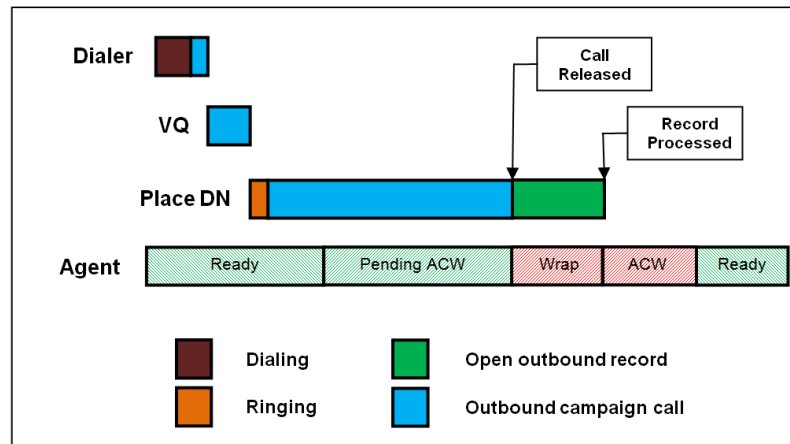 Dialer
Call
Released
VQ
Record
Processed
Place DN
Agent
Ready
Pending ACW
Wrap
ACW
Ready
Dialing
Open outbound record
Ringing
Outbound campaign call